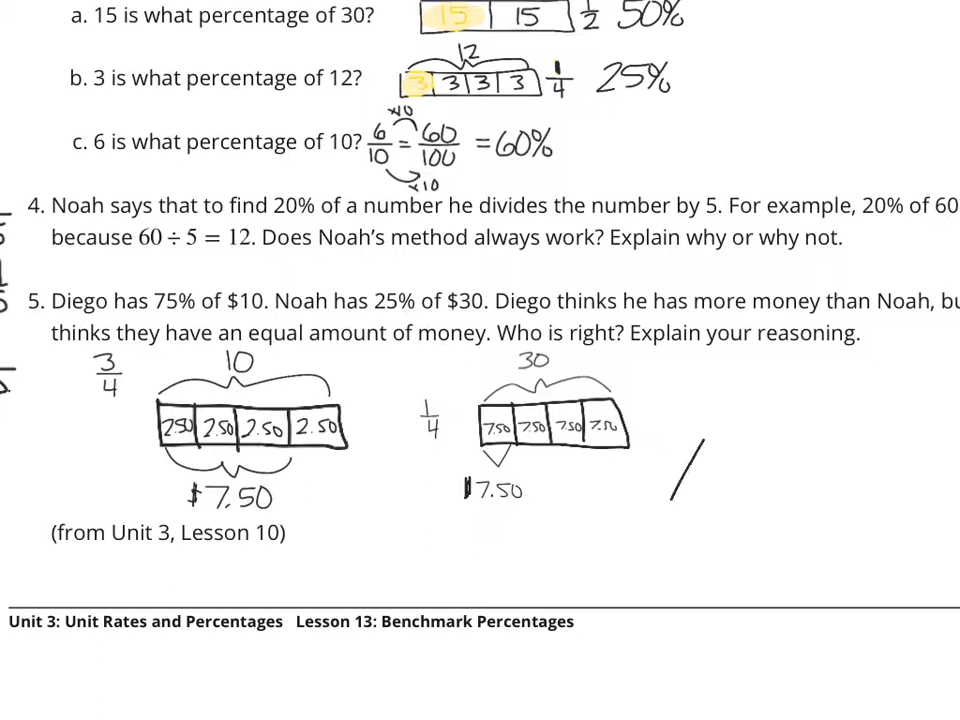 a. 15 is what percentage of 30? 15 15 1/2 50%
12
b. 3 is what percentage of 12? 3 3 3 3 1/4 25%
x10
c. 6 is what percentage of 10? 6/10 = 60/100 = 60%
x10
4. Noah says that to find 20% of a number he divides the number by 5. For example, 20% of 60
because 60 ÷ 5 = 12. Does Noah's method always work? Explain why or why not.
5. Diego has 75% of $10. Noah has 25% of $30. Diego thinks he has more money than Noah, bu
thinks they have an equal amount of money. Who is right? Explain your reasoning.
3/4 10 30
2.50 2.50 2.50 2.50 1/4 7.50 7.50 7.50 7.50
$7.50 $7.50
(from Unit 3, Lesson 10)
Unit 3: Unit Rates and Percentages Lesson 13: Benchmark Percentages